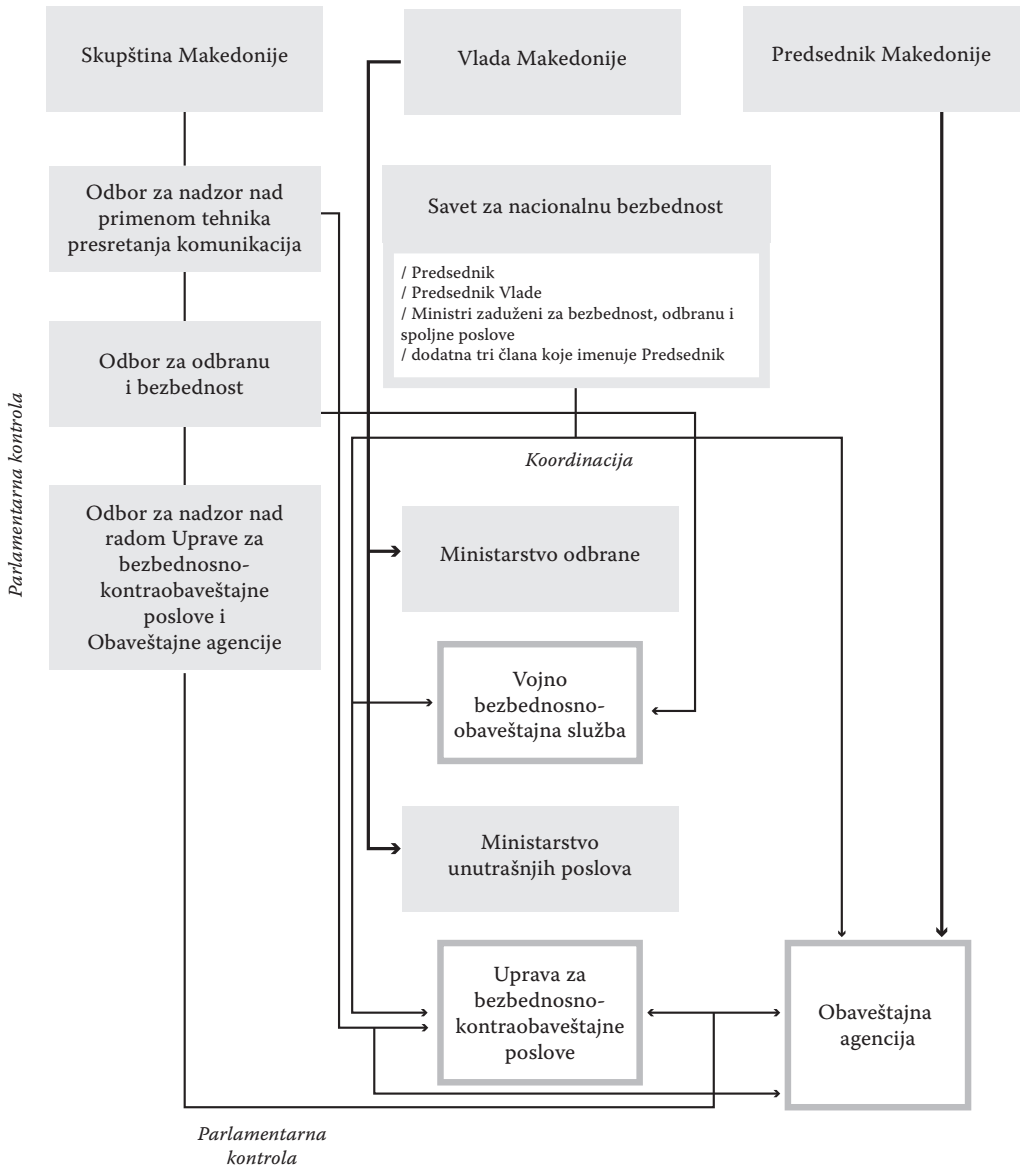 Skupština Makedonije
Vlada Makedonije
Predsednik Makedonije
Odbor za nadzor nad
primenom tehnika
presretanja komunikacija
Savet za nacionalnu bezbednost
/ Predsednik
/ Predsednik Vlade
/ Ministri zaduženi za bezbednost, odbranu i
spoljne poslove
/ dodatna tri člana koje imenuje Predsednik
Odbor za odbranu
i bezbednost
Parlamentarna kontrola
Koordinacija
Odbor za nadzor nad
radom Uprave za
bezbednosno-
kontraobaveštajne
poslove i
Obaveštajne agencije
Ministarstvo odbrane
Vojno
bezbednosno-
obaveštajna služba
Ministarstvo
unutrašnjih poslova
Uprava za
bezbednosno-
kontraobaveštajne
poslove
Obaveštajna
agencija
Parlamentarna
kontrola